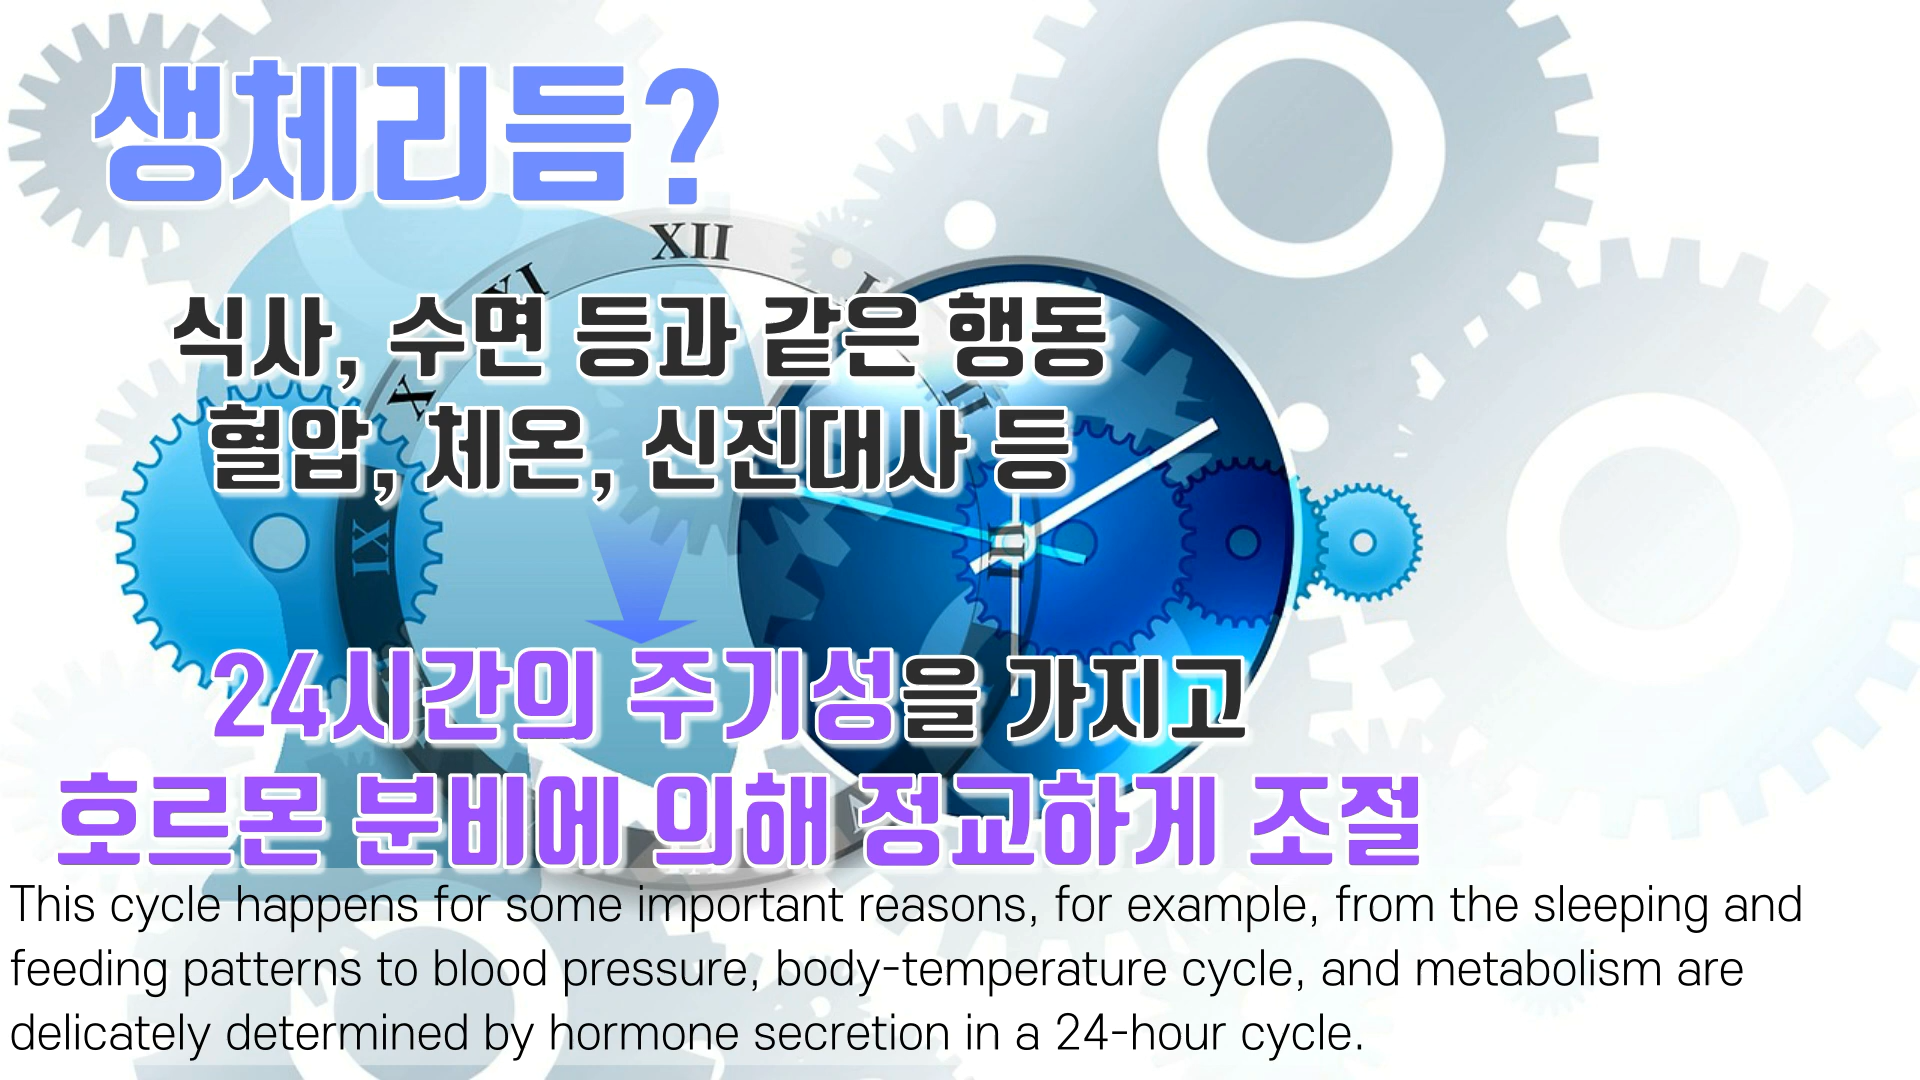 생체리듬?
XII
XI
I
식사, 수면 등과 같은 행동
X
II
혈압, 체온, 신진대사 등
IX
III
24시간의 주기성을 가지고
호르몬 분비에 의해 정교하게 조절
This cycle happens for some important reasons, for example, from the sleeping and
feeding patterns to blood pressure, body-temperature cycle, and metabolism are
delicately determined by hormone secretion in a 24-hour cycle.